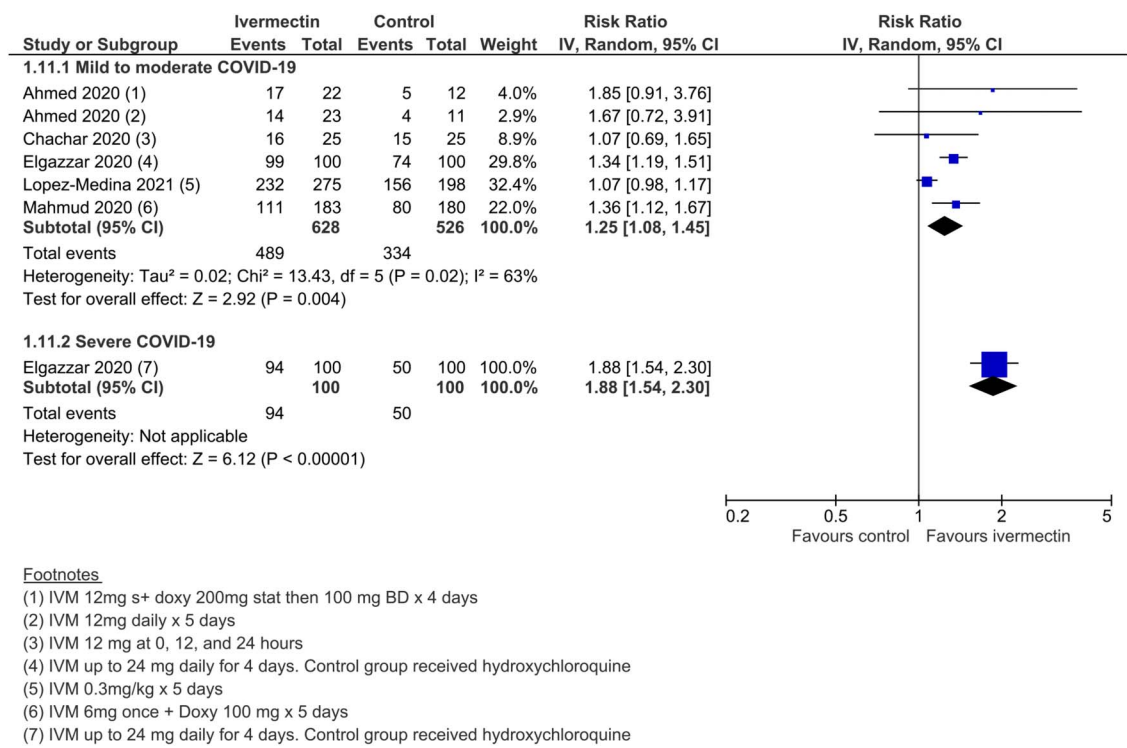 Ivermectin Control Risk Ratio Risk Ratio
Study or Subgroup Events Total Events Total Weight IV, Random, 95% CI IV, Random, 95% CI
1.11.1 Mild to moderate COVID-19
Ahmed 2020 (1) 17 22 5 12 4.0% 1.85 [0.91, 3.76]
Ahmed 2020 (2) 14 23 4 11 2.9% 1.67 [0.72, 3.91]
Chachar 2020 (3) 16 25 15 25 8.9% 1.07 [0.69, 1.65]
Elgazzar 2020 (4) 99 100 74 100 29.8% 1.34 [1.19, 1.51]
Lopez-Medina 2021 (5) 232 275 156 198 32.4% 1.07 [0.98, 1.17]
Mahmud 2020 (6) 111 183 80 180 22.0% 1.36 [1.12, 1.67]
Subtotal (95% CI) 628 526 100.0% 1.25 [1.08, 1.45]
Total events 489 334
Heterogeneity: Tau² = 0.02; Chi² = 13.43, df = 5 (P = 0.02); I² = 63%
Test for overall effect: Z = 2.92 (P = 0.004)
1.11.2 Severe COVID-19
Elgazzar 2020 (7) 94 100 50 100 100.0% 1.88 [1.54, 2.30]
Subtotal (95% CI) 100 100 100.0% 1.88 [1.54, 2.30]
Total events 94 50
Heterogeneity: Not applicable
Test for overall effect: Z = 6.12 (P < 0.00001)
0.2 0.5 1 2 5
Favours control Favours ivermectin
Footnotes
(1) IVM 12mg s+ doxy 200mg stat then 100 mg BD x 4 days
(2) IVM 12mg daily x 5 days
(3) IVM 12 mg at 0, 12, and 24 hours
(4) IVM up to 24 mg daily for 4 days. Control group received hydroxychloroquine
(5) IVM 0.3mg/kg x 5 days
(6) IVM 6mg once + Doxy 100 mg x 5 days
(7) IVM up to 24 mg daily for 4 days. Control group received hydroxychloroquine